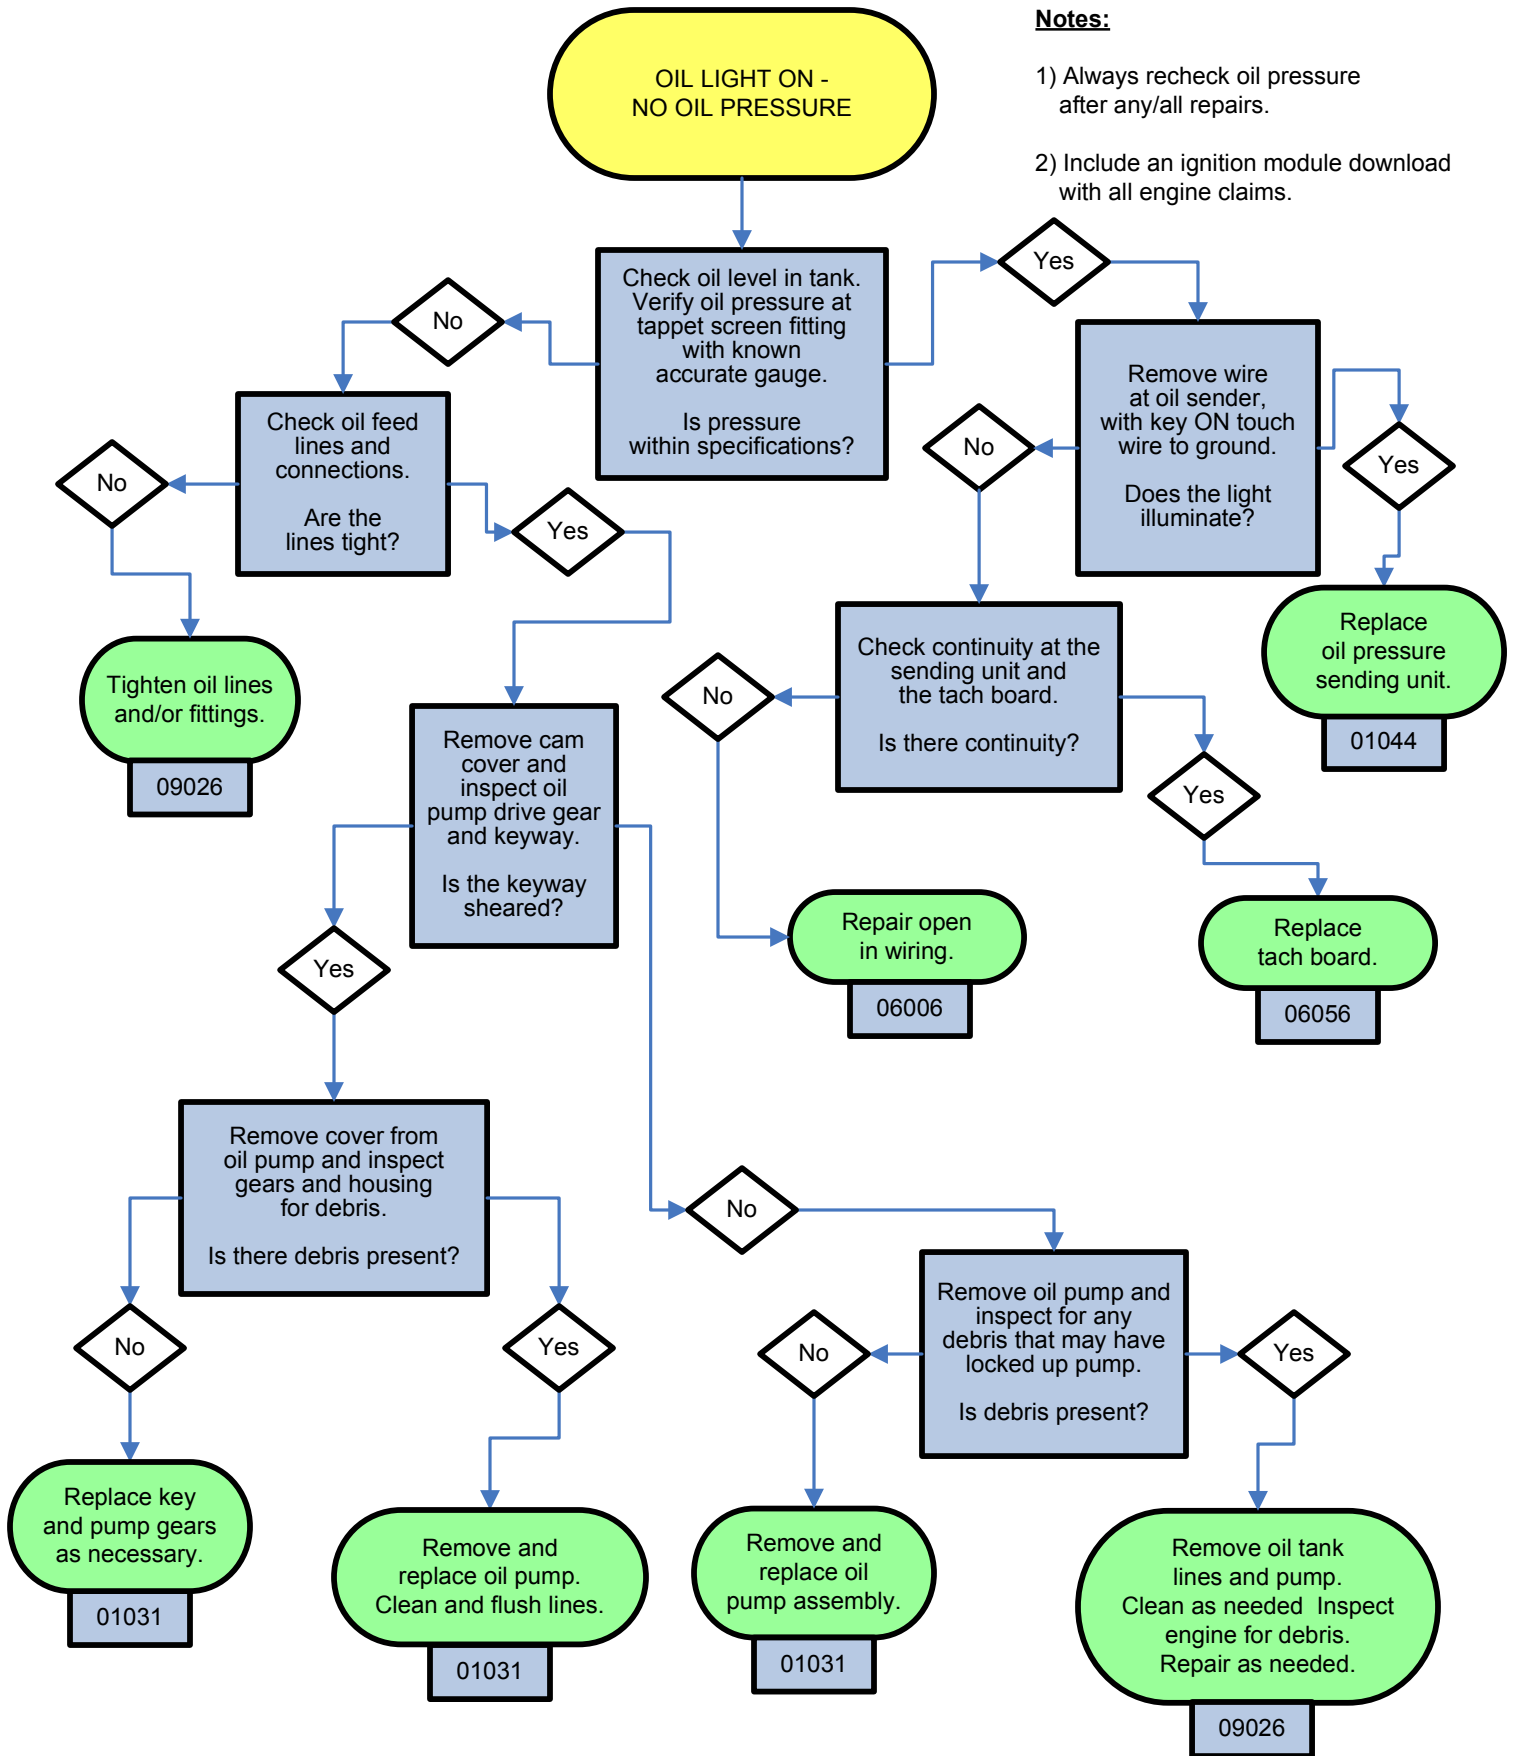 OIL LIGHT ON -
NO OIL PRESSURE
Notes:
1) Always recheck oil pressure
after any/all repairs.
2) Include an ignition module download
with all engine claims.
Check oil level in tank.
Verify oil pressure at
tappet screen fitting
with known
accurate gauge.
Is pressure
within specifications?
No
Yes
Check oil feed
lines and
connections.
Are the
lines tight?
No
Yes
Remove wire
at oil sender,
with key ON touch
wire to ground.
Does the light
illuminate?
No
Yes
Tighten oil lines
and/or fittings.
09026
Check continuity at the
sending unit and
the tach board.
Is there continuity?
No
Yes
Replace
oil pressure
sending unit.
01044
Remove cam
cover and
inspect oil
pump drive gear
and keyway.
Is the keyway
sheared?
Yes
No
Repair open
in wiring.
06006
Replace
tach board.
06056
Remove cover from
oil pump and inspect
gears and housing
for debris.
Is there debris present?
No
Yes
Remove oil pump and
inspect for any
debris that may have
locked up pump.
Is debris present?
No
Yes
Replace key
and pump gears
as necessary.
01031
Remove and
replace oil pump.
Clean and flush lines.
01031
Remove and
replace oil
pump assembly.
01031
Remove oil tank
lines and pump.
Clean as needed  Inspect
engine for debris.
Repair as needed.
09026